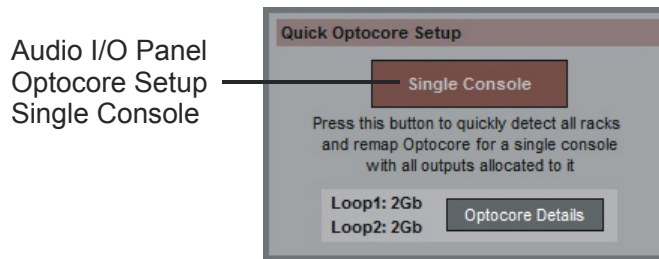 Audio I/O Panel
Optocore Setup
Single Console
Quick Optocore Setup
Single Console
Press this button to quickly detect all racks
and remap Optocore for a single console
with all outputs allocated to it
Loop1: 2Gb
Loop2: 2Gb
Optocore Details